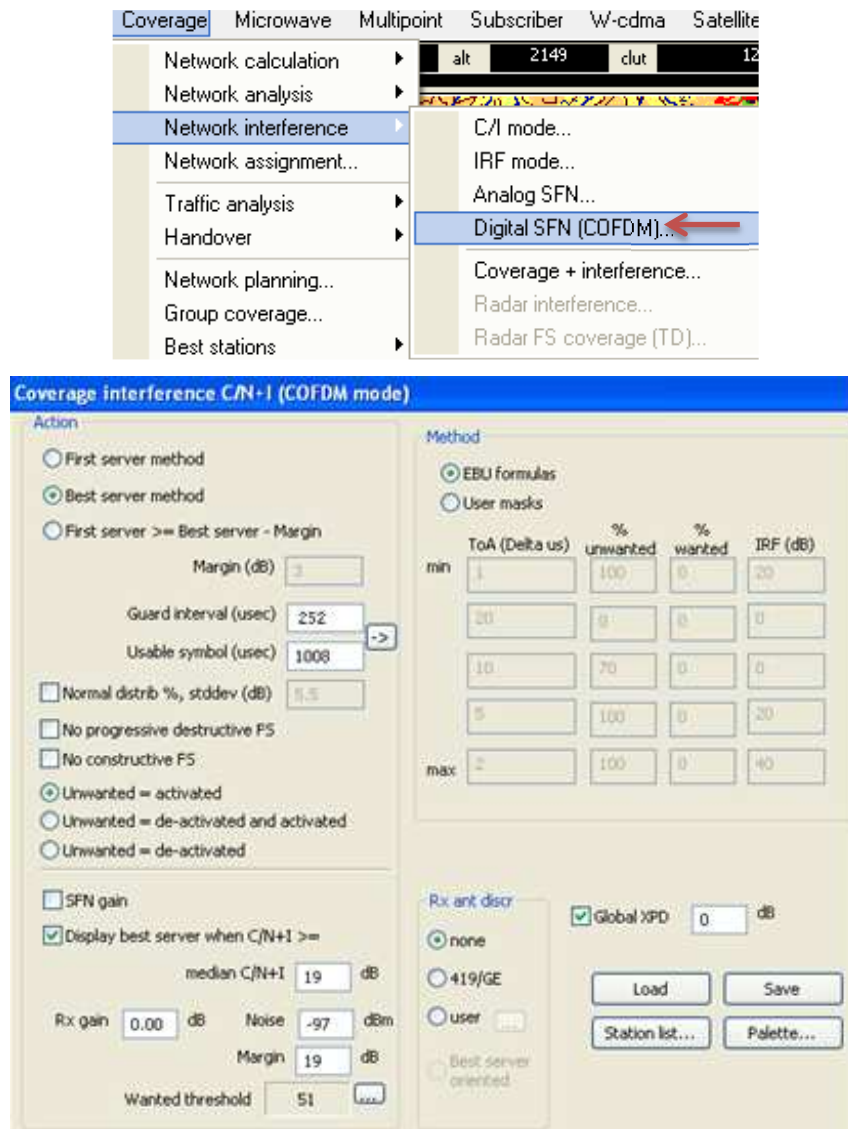 Coverage Microwave Multipoint Subscriber W-cdma Satellite
alt 2149 clut 12
Network calculation
Network analysis
Network interference
Network assignment...
Traffic analysis
Handover
Network planning...
Group coverage...
Best stations
C/I mode...
IRF mode...
Analog SFN...
Digital SFN (COFDM)...
Coverage + interference...
Radar interference...
Radar FS coverage (TD)...
Coverage interference C/N+I (COFDM mode)
Action
First server method
Best server method
First server >= Best server - Margin
Margin (dB) 3
Guard interval (usec) 252
Usable symbol (usec) 1008
->
Normal distrib %, stddev (dB) 5.5
No progressive destructive FS
No constructive FS
Unwanted = activated
Unwanted = de-activated and activated
Unwanted = de-activated
SFN gain
Display best server when C/N+I >=
median C/N+I 19 dB
Rx gain 0.00 dB Noise -97 dBm
Margin 19 dB
Wanted threshold 51 ...
Method
EBU formulas
User masks
ToA (Delta us) % unwanted % wanted IRF (dB)
min 1 100 0 20
20 0 0 0
10 70 0 0
5 100 0 20
max 2 100 0 40
Rx ant discr
none
419/GE
user ...
Best server
oriented
Global XPD 0 dB
Load Save
Station list... Palette...